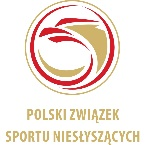 POLSKI ZWIĄZEK
SPORTU NIESŁYSZĄCYCH